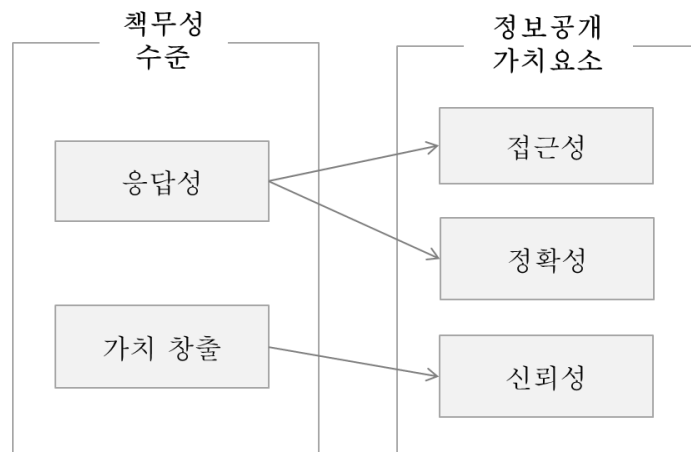 책무성
수준
정보공개
가치요소
응답성
가치 창출
접근성
정확성
신뢰성